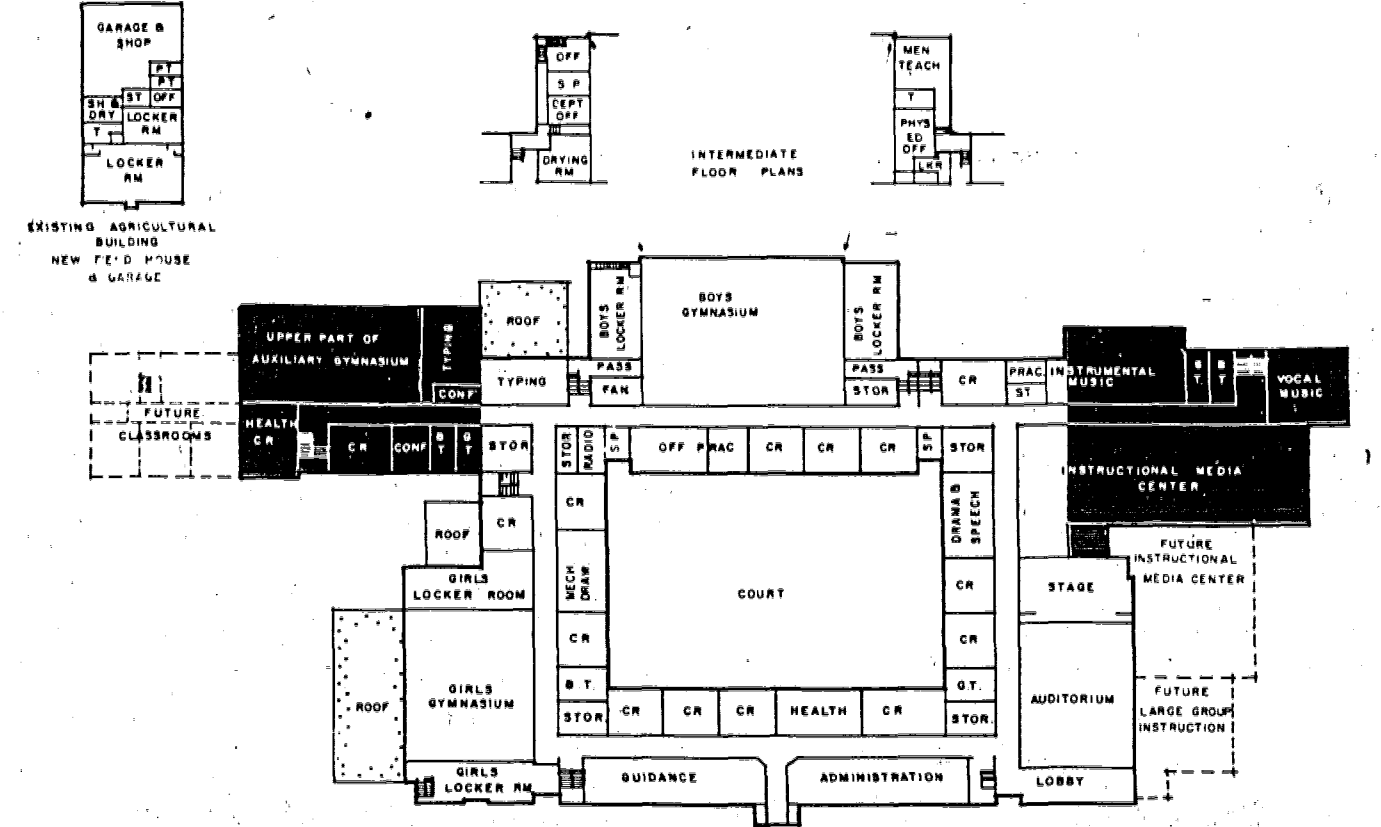 GARAGE &
SHOP
PT
PT
ST
OFF
SH &
DRY
LOCKER
RM
T
LOCKER
RM
EXISTING AGRICULTURAL
BUILDING
NEW FIELD HOUSE
& GARAGE
OFF
S P
DEPT
OFF
DRYING
RM
INTERMEDIATE
FLOOR PLANS
MEN
TEACH
T
PHYS
ED
OFF
LKR
ROOF
BOYS
LOCKER RM
BOYS
GYMNASIUM
BOYS
LOCKER RM
UPPER PART OF
AUXILIARY GYMNASIUM
TYPING
CONF
TYPING
PASS
FAN
PASS
STOR
CR
PRAC.
ST
INSTRUMENTAL
MUSIC
B
T.
B
T.
VOCAL
MUSIC
FUTURE
CLASSROOMS
HEALTH
CR
CR
CONF
B
T
G
T
STOR
STOR
RADIO
S P
OFF PRAC
CR
CR
CR
S P
STOR
INSTRUCTIONAL MEDIA
CENTER
ROOF
CR
CR
DRAMA &
SPEECH
FUTURE
INSTRUCTIONAL
MEDIA CENTER
GIRLS
LOCKER ROOM
MECH
DRAW.
COURT
CR
STAGE
CR
CR
ROOF
GIRLS
GYMNASIUM
B.T.
G.T.
AUDITORIUM
FUTURE
LARGE GROUP
INSTRUCTION
STOR.
CR
CR
CR
HEALTH
CR
STOR.
GIRLS
LOCKER RM
GUIDANCE
ADMINISTRATION
LOBBY